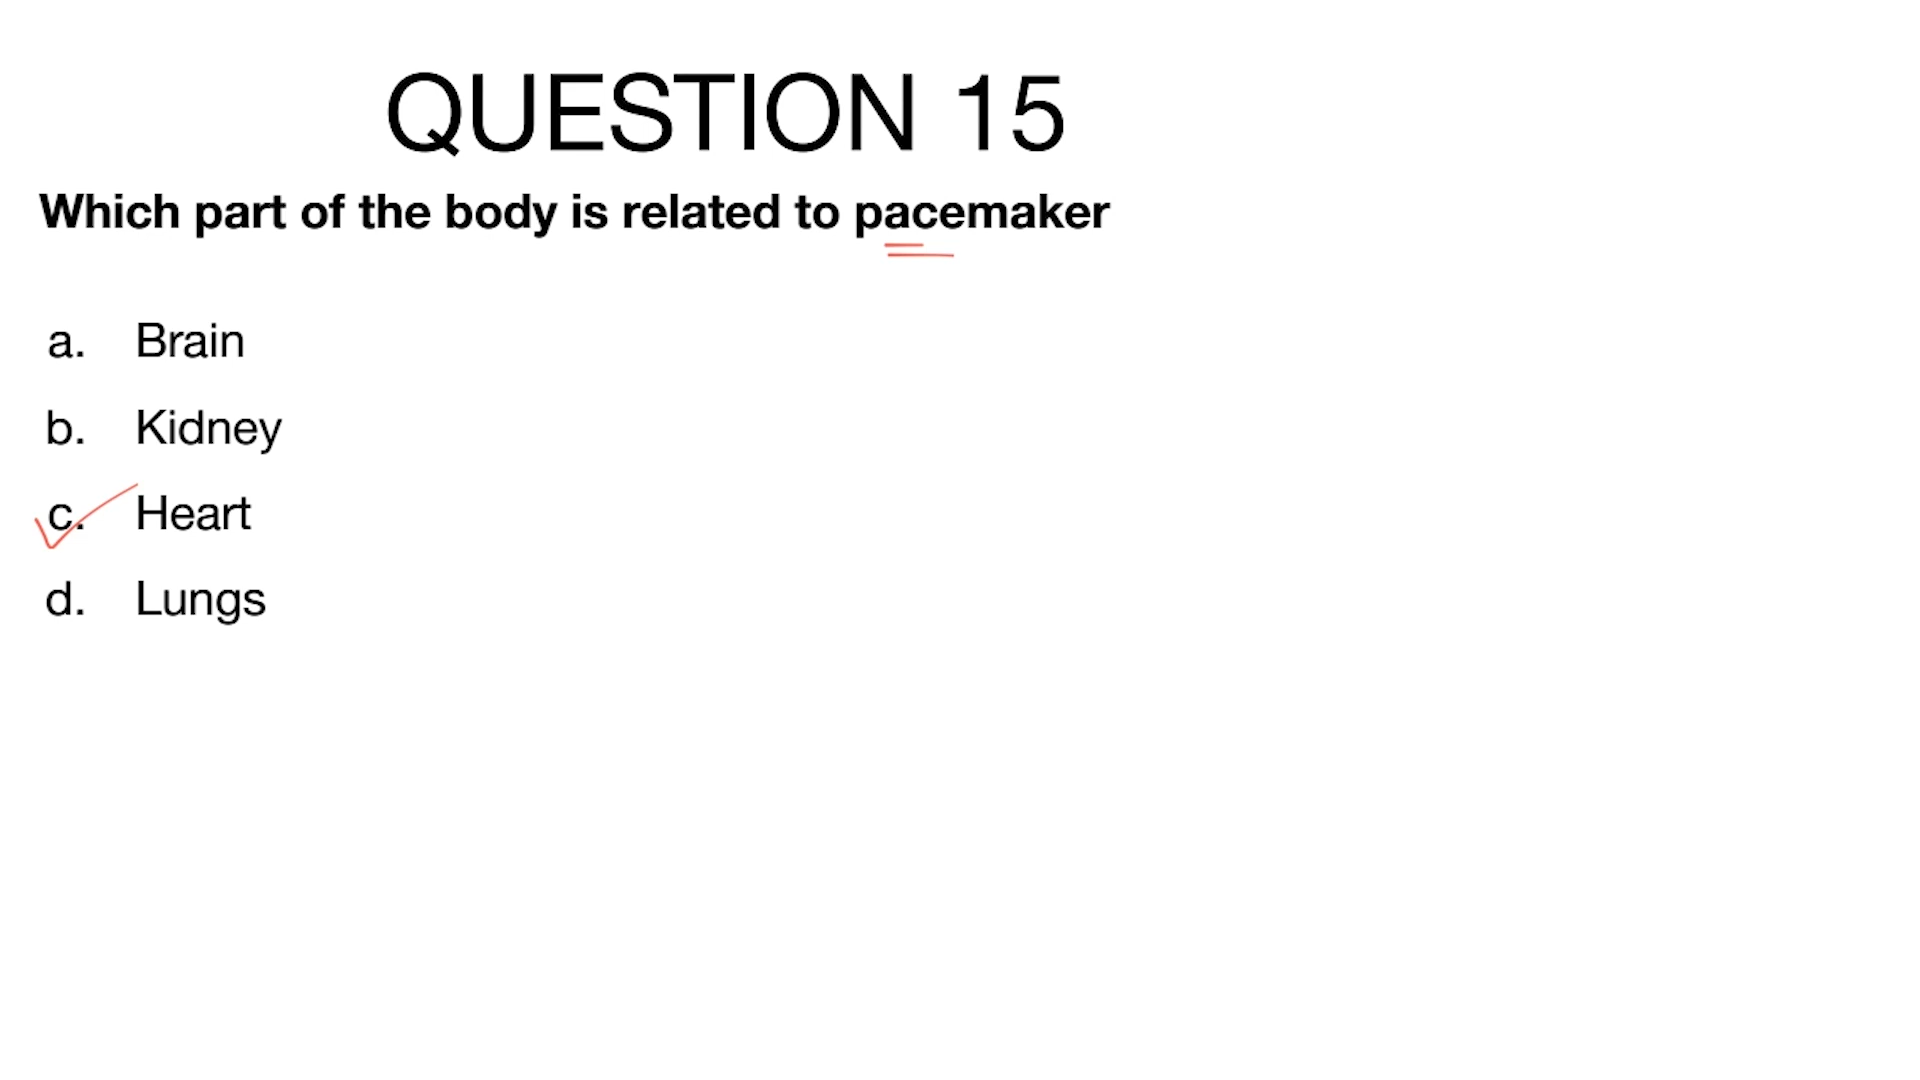 QUESTION 15
Which part of the body is related to pacemaker
a. Brain
b. Kidney
c. Heart
d. Lungs